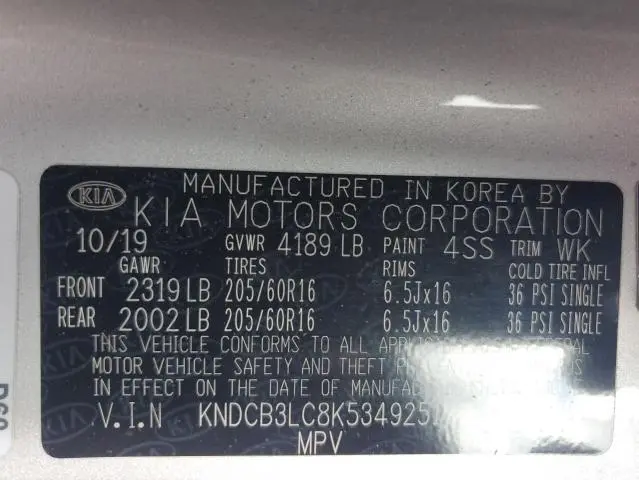 KIA MANUFACTURED IN KOREA BY
KIA MOTORS CORPORATION
10/19 GVWR 4189 LB PAINT 4SS TRIM WK
GAWR TIRES RIMS COLD TIRE INFL
FRONT 2319 LB 205/60R16 6.5Jx16 36 PSI SINGLE
REAR 2002 LB 205/60R16 6.5Jx16 36 PSI SINGLE
THIS VEHICLE CONFORMS TO ALL
MOTOR VEHICLE SAFETY AND THEFT
IN EFFECT ON THE DATE OF
V.I.N
MPV